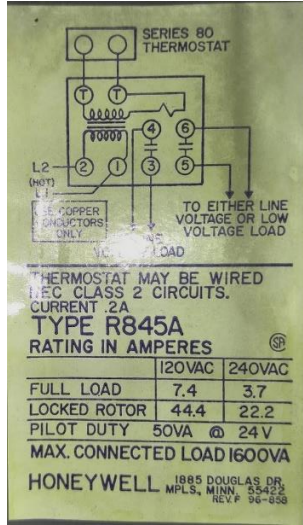 SERIES 80
THERMOSTAT
T T
4 6
L2 2 1 3 5
(HOT)
L1
USE COPPER
CONDUCTORS
ONLY
TO EITHER LINE
VOLTAGE OR LOW
VOLTAGE LOAD
LOAD
THERMOSTAT MAY BE WIRED
NEC CLASS 2 CIRCUITS.
CURRENT .2A
TYPE R845A
RATING IN AMPERES
120VAC 240VAC
FULL LOAD 7.4 3.7
LOCKED ROTOR 44.4 22.2
PILOT DUTY 50VA @ 24V
MAX. CONNECTED LOAD 1600VA
HONEYWELL 1885 DOUGLAS DR.
MPLS., MINN. 55422
REV. F 96-858